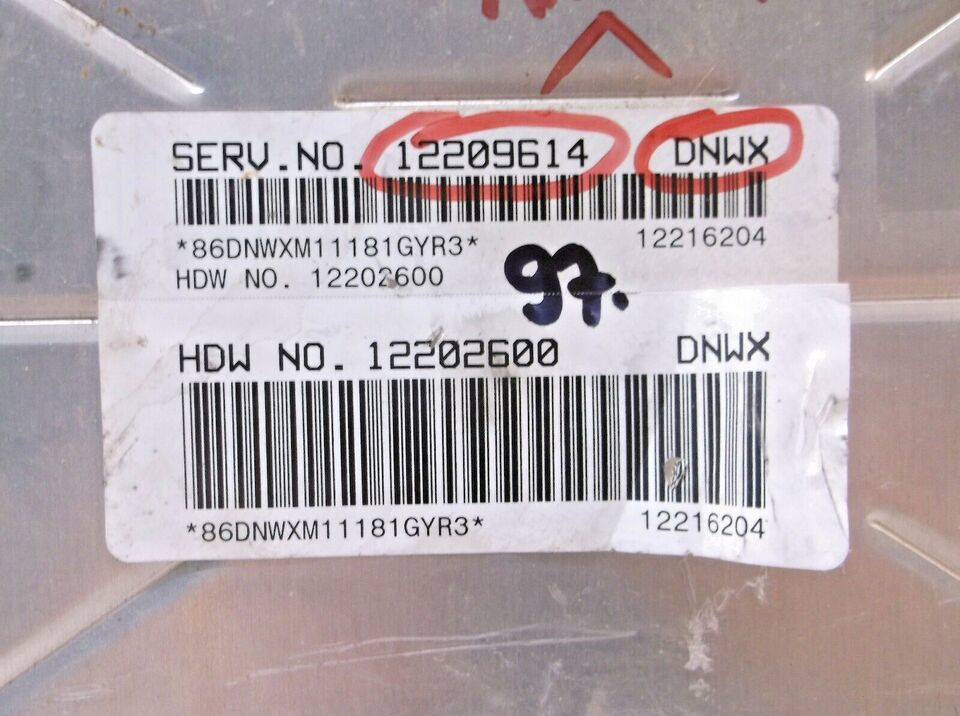 SERV.NO. 12209614 DNWX
*86DNWXM11181GYR3* 12216204
HDW NO. 12202600
97.
HDW NO. 12202600 DNWX
*86DNWXM11181GYR3* 12216204